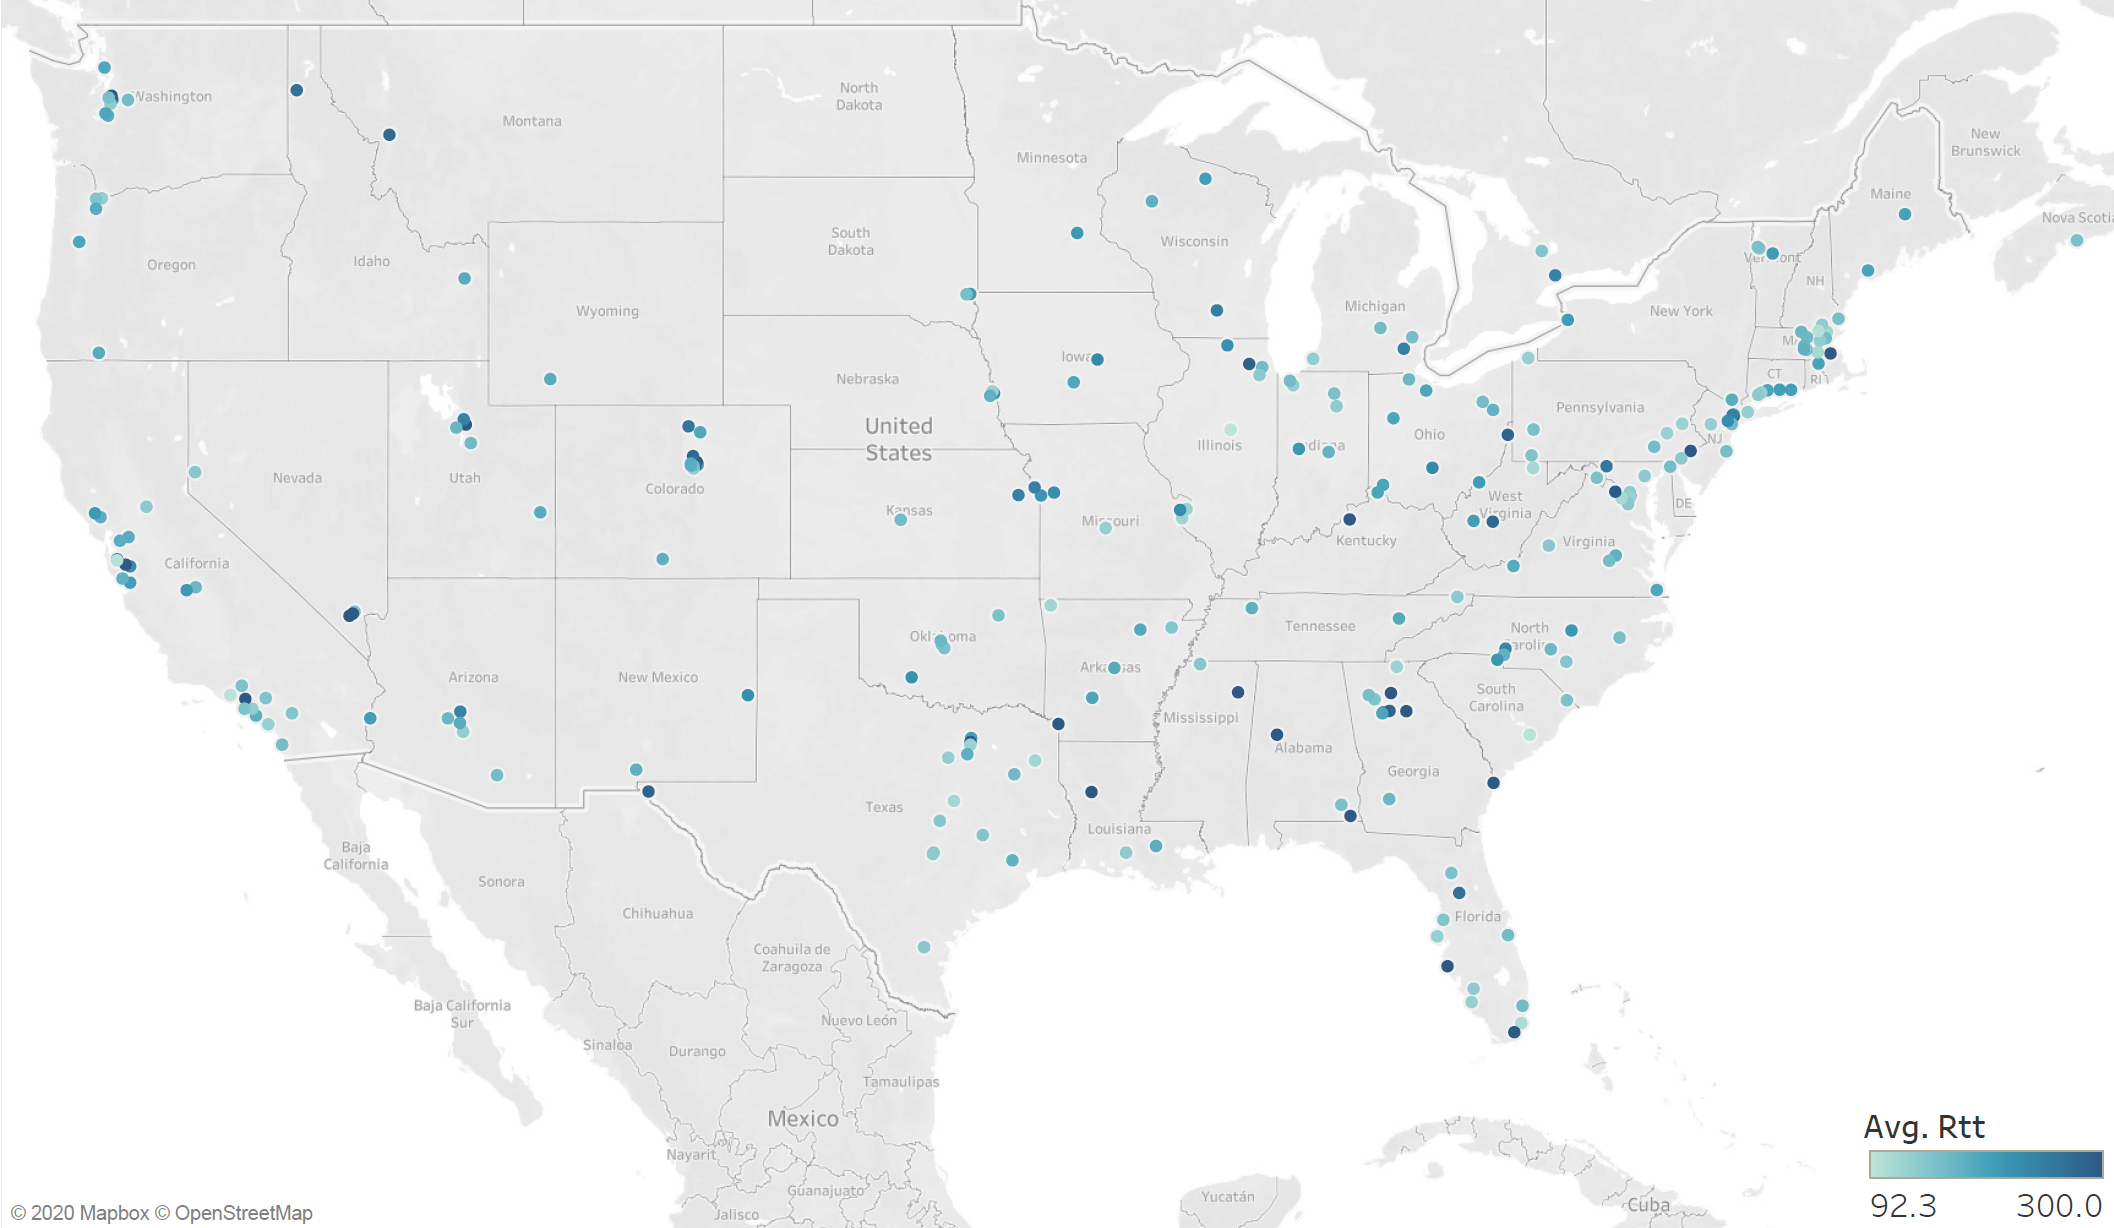 Washington
Montana
North
Dakota
Minnesota
New
Brunswick
Maine
Nova Scoti
Oregon
Idaho
South
Dakota
Wisconsin
Vermont
NH
Wyoming
Michigan
New York
Iowa
MA
CT
RI
Nebraska
Pennsylvania
United
States
Illinois
Indiana
Ohio
NJ
Nevada
Utah
Colorado
Kansas
Missouri
West
Virginia
DE
California
Kentucky
Virginia
Oklahoma
Tennessee
North
Carolina
Arizona
New Mexico
Arkansas
South
Carolina
Mississippi
Alabama
Georgia
Texas
Louisiana
Baja
California
Sonora
Chihuahua
Florida
Coahuila de
Zaragoza
Baja California
Sur
Nuevo León
Sinaloa
Durango
Tamaulipas
Mexico
Nayarit
Guanajuato
Jalisco
Yucatán
Cuba
Avg. Rtt
92.3 300.0
© 2020 Mapbox © OpenStreetMap